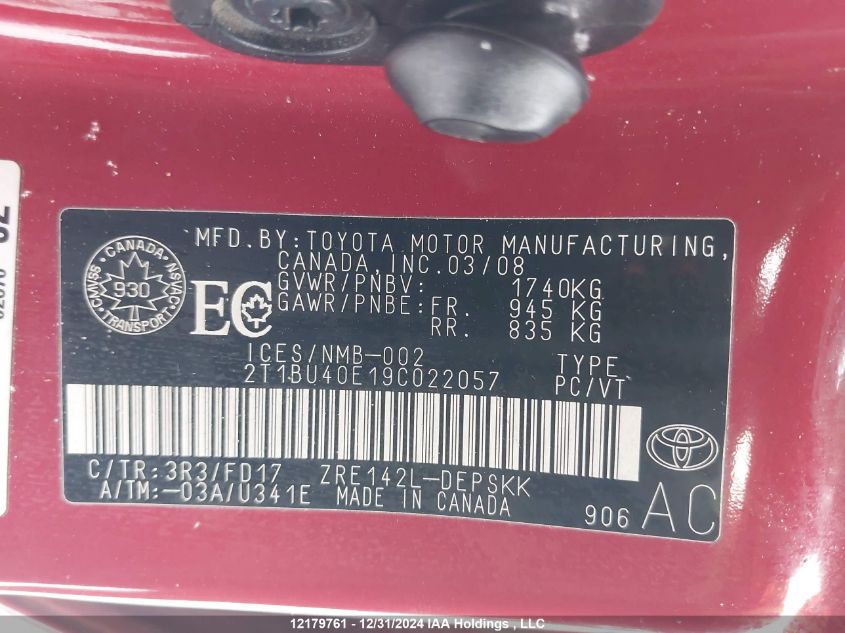 MFD.BY:TOYOTA MOTOR MANUFACTURING,
CANADA, INC.03/08
GVWR/PNBV: 1740KG
GAWR/PNBE:FR. 945 KG
RR. 835 KG
CANADA
CMVSS 930 NSVAC
TRANSPORT
EC
ICES/NMB-002
TYPE
2T1BU40E19C022057
PC/VT
C/TR:3R3/FD17 ZRE142L-DEPSKK
A/TM:-03A/U341E MADE IN CANADA
906 AC
12179761 - 12/31/2024 IAA Holdings , LLC